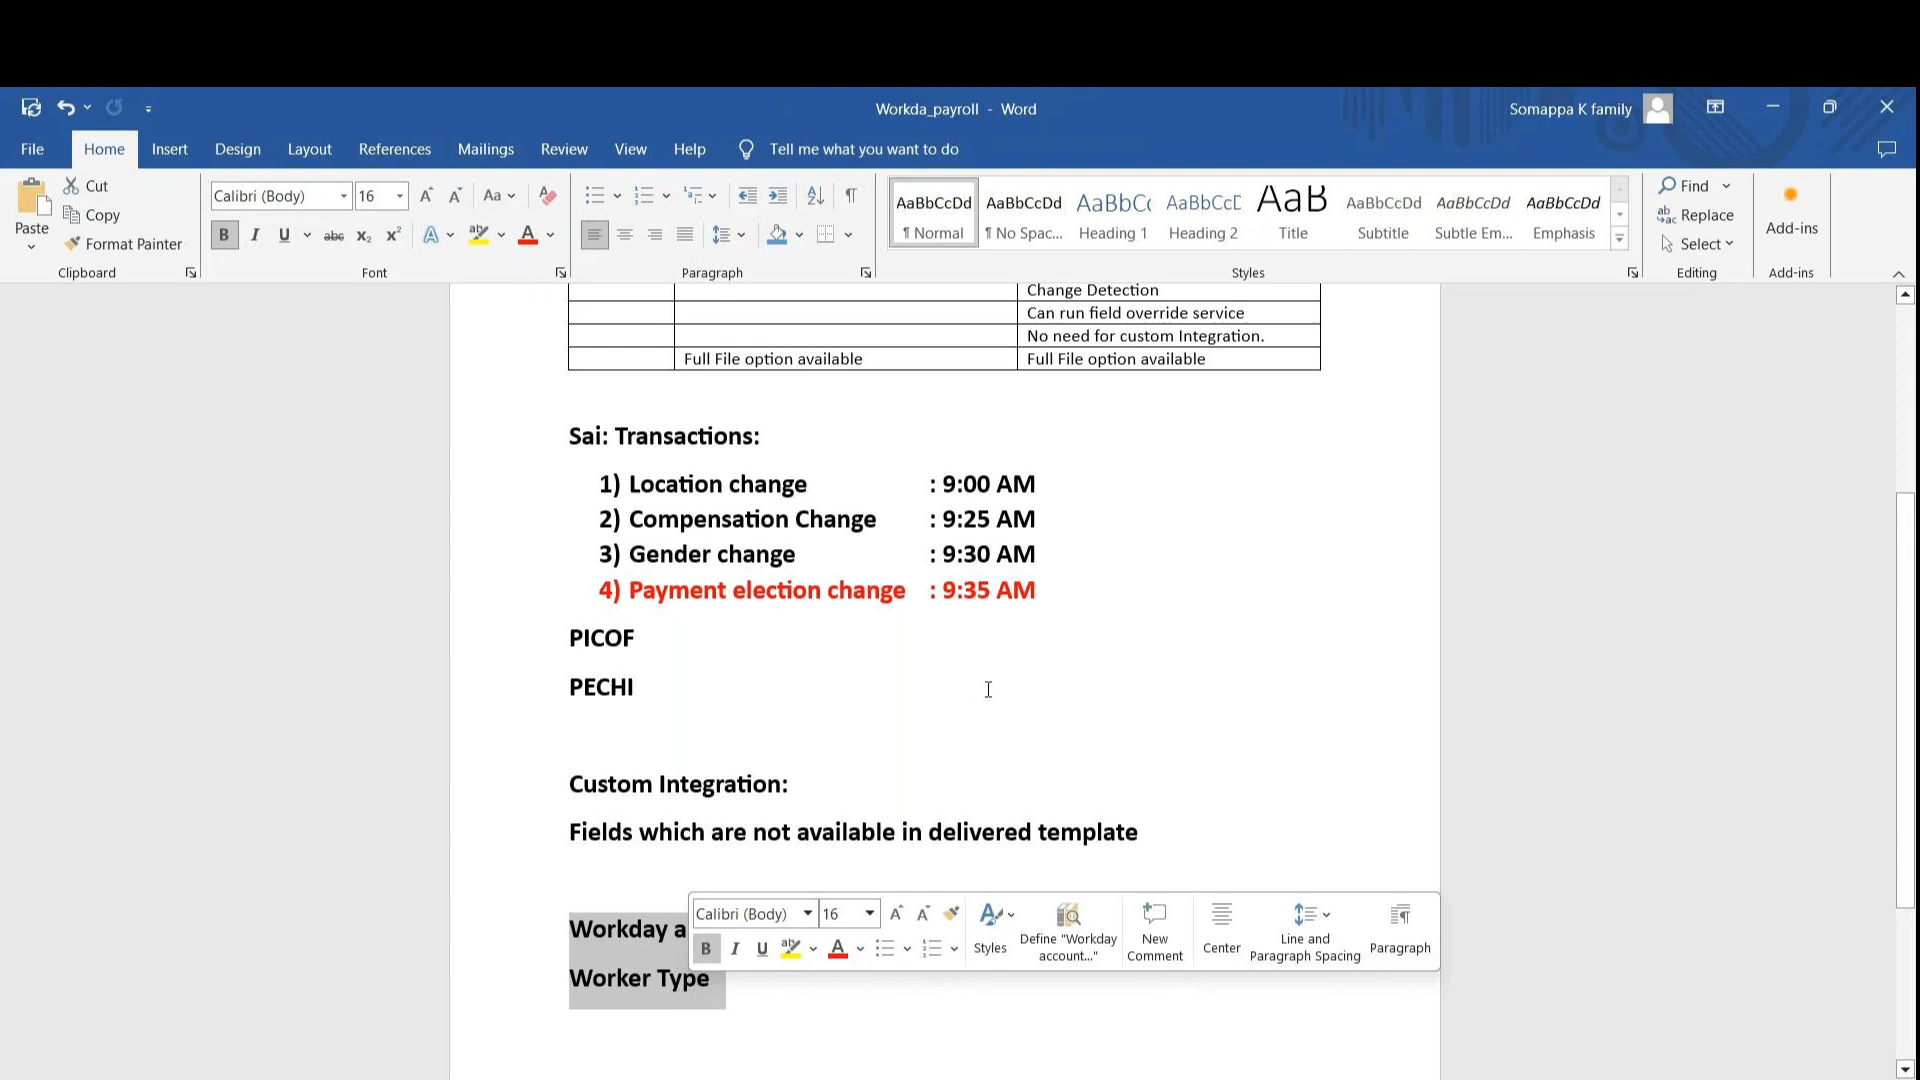 Workda_payroll - Word
Somappa K family
File Home Insert Design Layout References Mailings Review View Help Tell me what you want to do
Paste
Cut
Copy
Format Painter
Clipboard
Calibri (Body) 16
Aa
B I U abc X₂ X²
Font
Paragraph
AaBbCcDd AaBbCcDd AaBbCc AaBbCcC AaB AaBbCcDd AaBbCcDd AaBbCcDd
¶ Normal ¶ No Spac... Heading 1 Heading 2 Title Subtitle Subtle Em... Emphasis
Styles
Find
Replace
Select
Editing
Add-ins
Add-ins
Change Detection
Can run field override service
No need for custom Integration.
Full File option available Full File option available
Sai: Transactions:
1) Location change : 9:00 AM
2) Compensation Change : 9:25 AM
3) Gender change : 9:30 AM
4) Payment election change : 9:35 AM
PICOF
PECHI
Custom Integration:
Fields which are not available in delivered template
Workday a
Worker Type
Calibri (Body) 16
B I U
Styles
Define "Workday account..."
New Comment
Center
Line and Paragraph Spacing
Paragraph